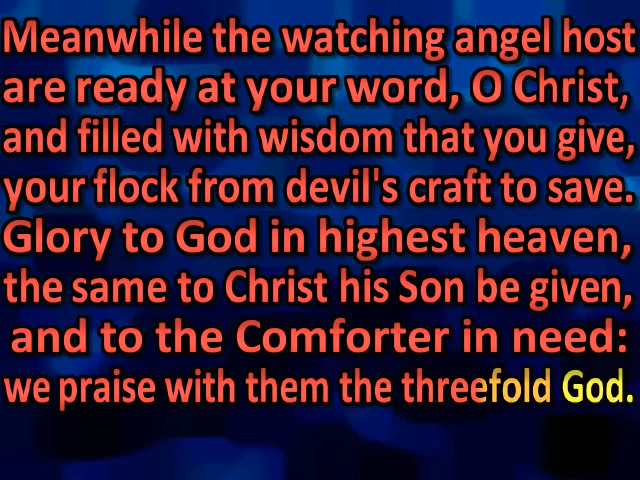 Meanwhile the watching angel host
are ready at your word, O Christ,
and filled with wisdom that you give,
your flock from devil's craft to save.
Glory to God in highest heaven,
the same to Christ his Son be given,
and to the Comforter in need:
we praise with them the threefold God.